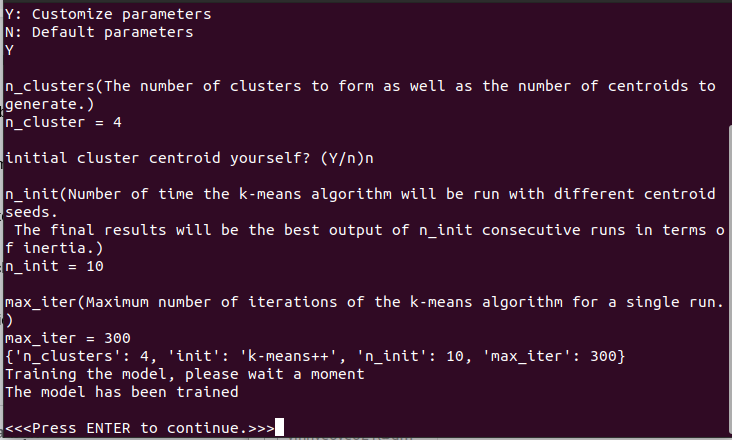 Y: Customize parameters
N: Default parameters
Y
n_clusters(The number of clusters to form as well as the number of centroids to
generate.)
n_cluster = 4
initial cluster centroid yourself? (Y/n)n
n_init(Number of time the k-means algorithm will be run with different centroid
seeds.
 The final results will be the best output of n_init consecutive runs in terms o
f inertia.)
n_init = 10
max_iter(Maximum number of iterations of the k-means algorithm for a single run.
)
max_iter = 300
{'n_clusters': 4, 'init': 'k-means++', 'n_init': 10, 'max_iter': 300}
Training the model, please wait a moment
The model has been trained
<<<Press ENTER to continue.>>>